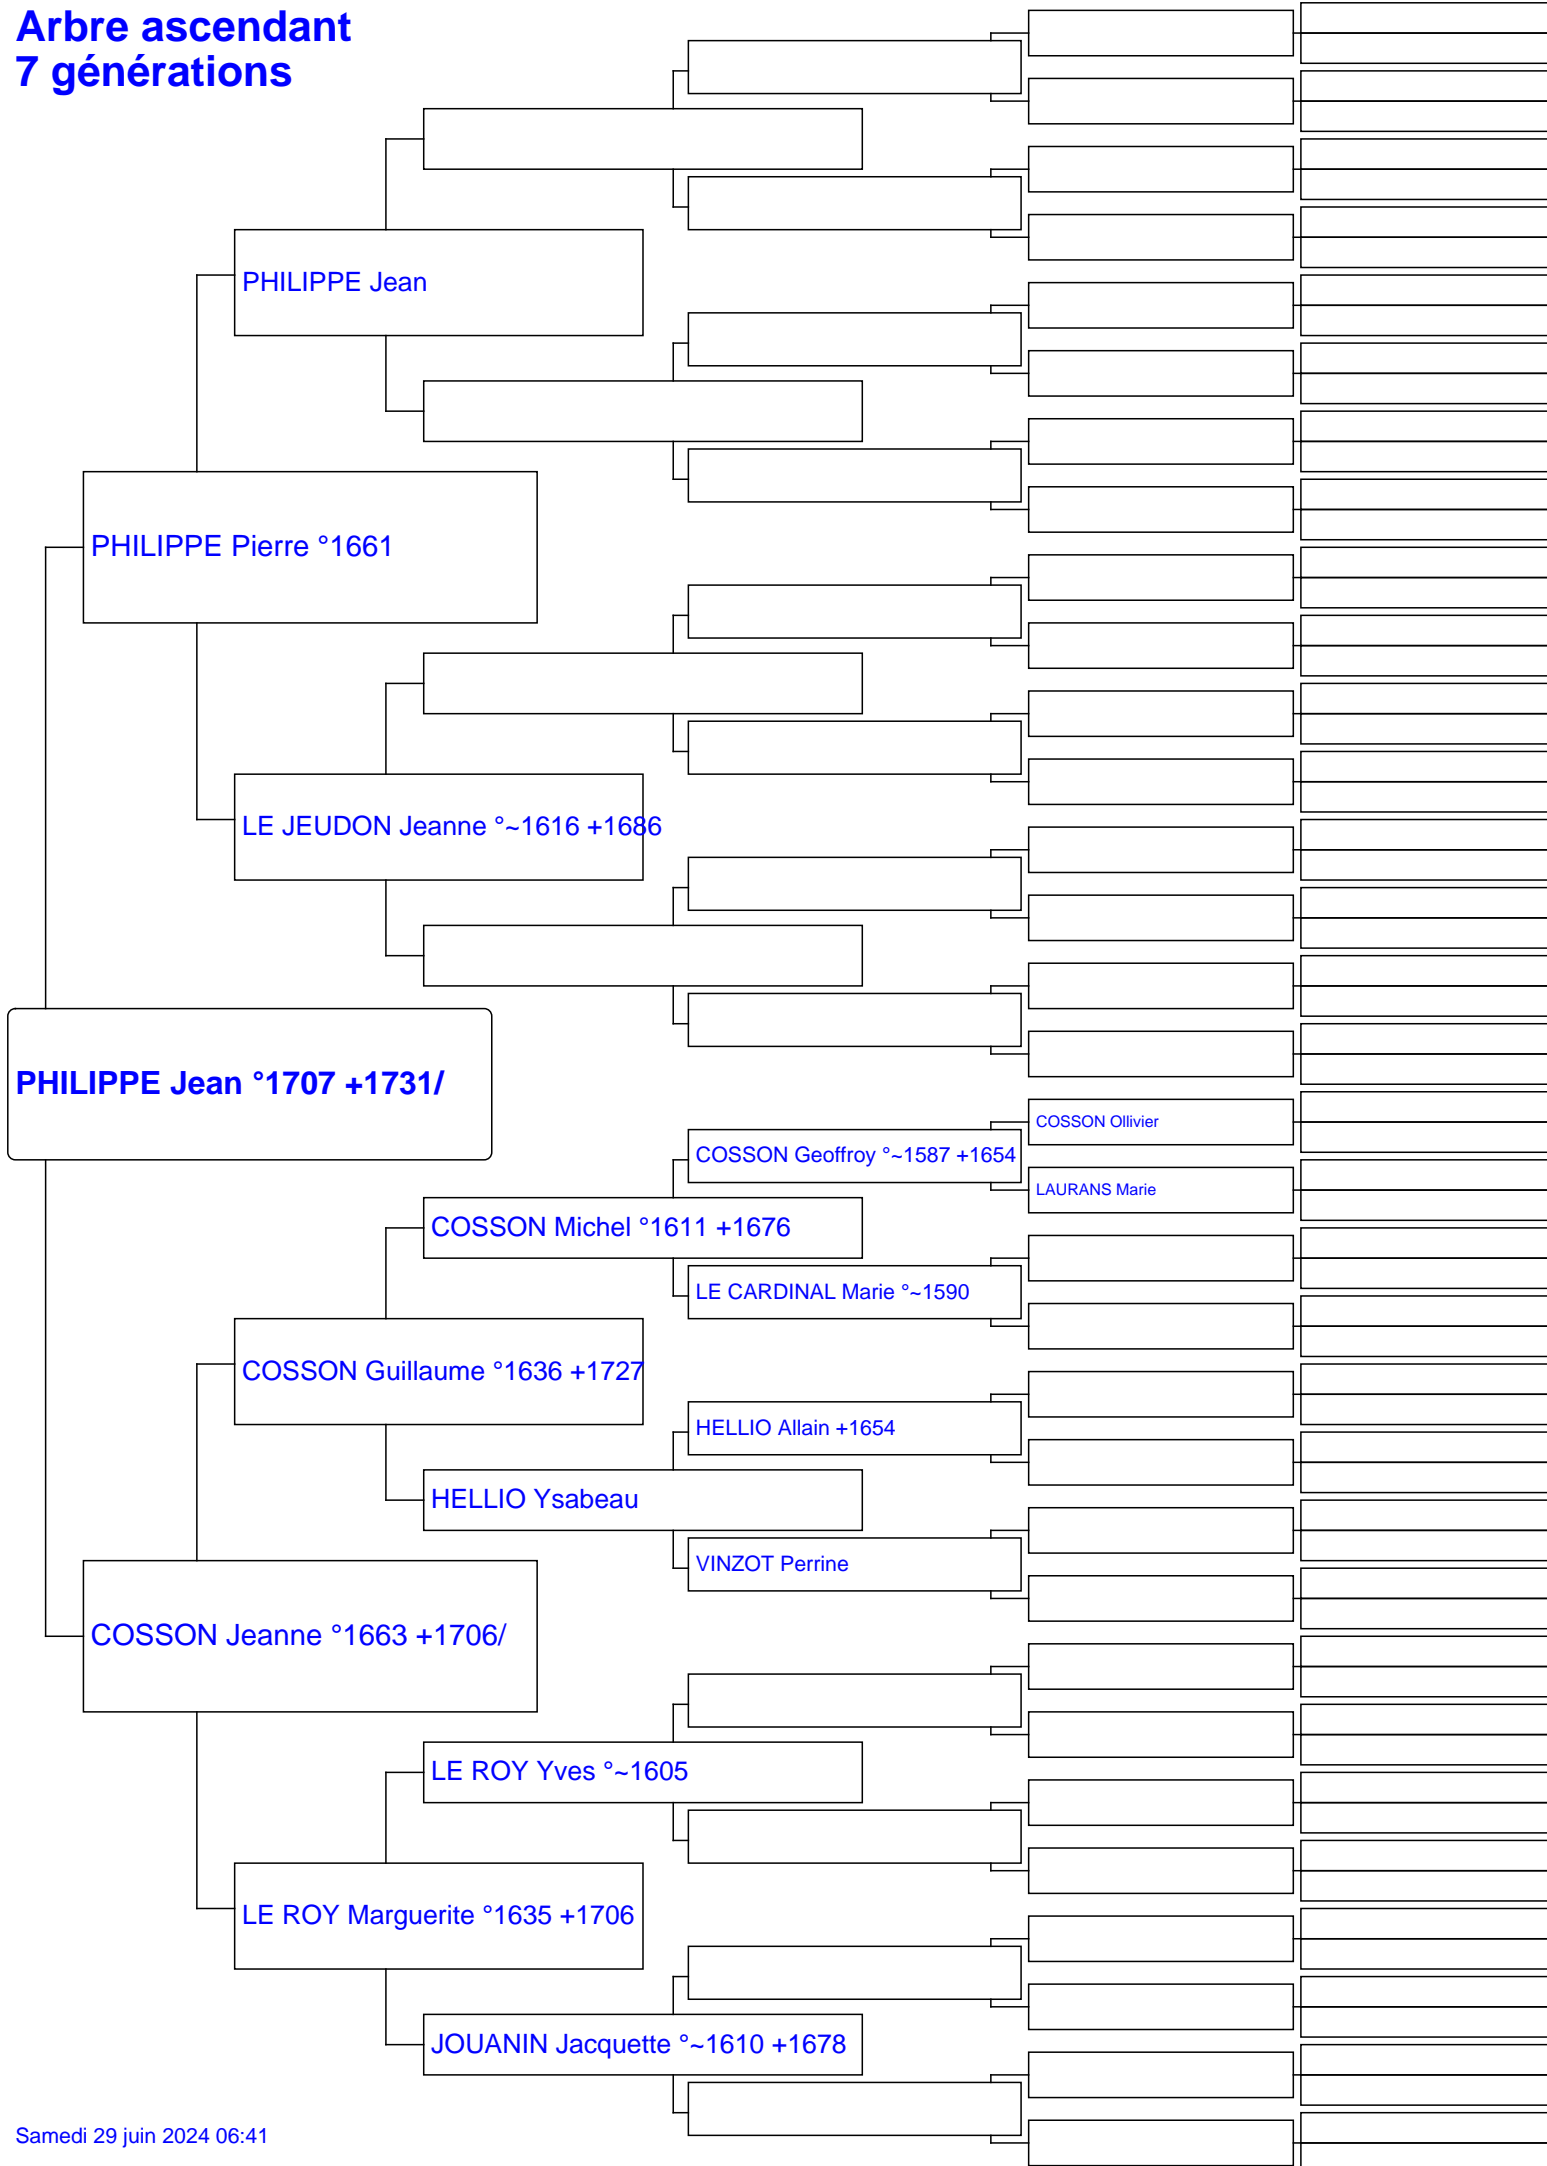 Arbre ascendant
7 générations
PHILIPPE Jean
PHILIPPE Pierre °1661
LE JEUDON Jeanne °~1616 +1686
PHILIPPE Jean °1707 +1731/
COSSON Ollivier
COSSON Geoffroy °~1587 +1654
LAURANS Marie
COSSON Michel °1611 +1676
LE CARDINAL Marie °~1590
COSSON Guillaume °1636 +1727
HELLIO Allain +1654
HELLIO Ysabeau
VINZOT Perrine
COSSON Jeanne °1663 +1706/
LE ROY Yves °~1605
LE ROY Marguerite °1635 +1706
JOUANIN Jacquette °~1610 +1678
Samedi 29 juin 2024 06:41